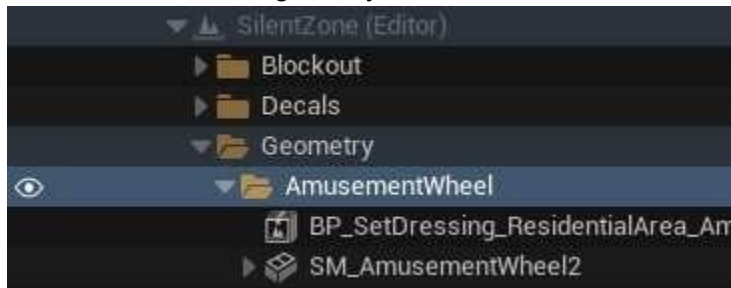 SilentZone (Editor)
Blockout
Decals
Geometry
AmusementWheel
BP_SetDressing_ResidentialArea_Am
SM_AmusementWheel2